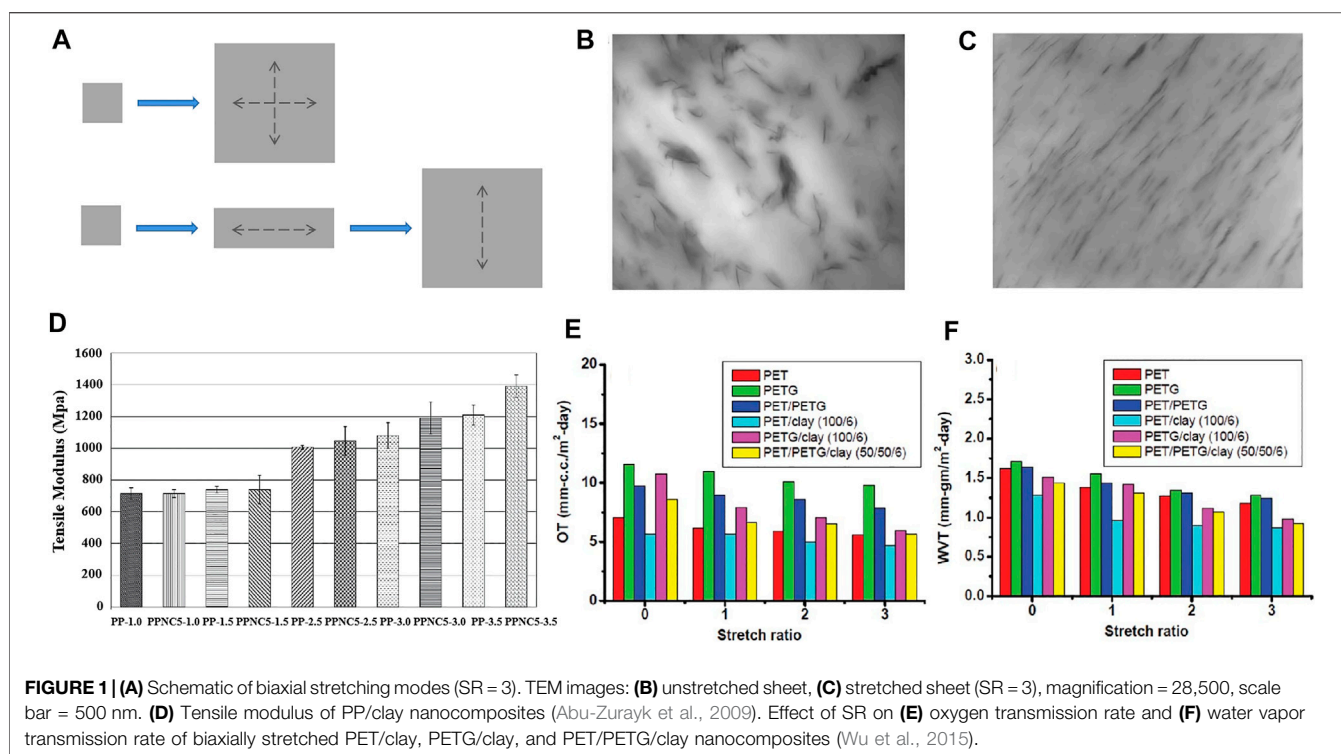 A
B
C
D
1600
1400
1200
1000
800
600
400
200
0
Tensile Modulus (Mpa)
PP-1.0 PPNC5-1.0 PP-1.5 PPNC5-1.5 PP-2.5 PPNC5-2.5 PP-3.0 PPNC5-3.0 PP-3.5 PPNC5-3.5
E
20
15
10
5
0
OT (mm-c.c./m²-day)
PET
PETG
PET/PETG
PET/clay (100/6)
PETG/clay (100/6)
PET/PETG/clay (50/50/6)
0 1 2 3
Stretch ratio
F
3.0
2.5
2.0
1.5
1.0
0.5
0.0
WVT (mm-gm/m²-day)
PET
PETG
PET/PETG
PET/clay (100/6)
PETG/clay (100/6)
PET/PETG/clay (50/50/6)
0 1 2 3
Stretch ratio
FIGURE 1 | (A) Schematic of biaxial stretching modes (SR = 3). TEM images: (B) unstretched sheet, (C) stretched sheet (SR = 3), magnification = 28,500, scale
bar = 500 nm. (D) Tensile modulus of PP/clay nanocomposites (Abu-Zurayk et al., 2009). Effect of SR on (E) oxygen transmission rate and (F) water vapor
transmission rate of biaxially stretched PET/clay, PETG/clay, and PET/PETG/clay nanocomposites (Wu et al., 2015).